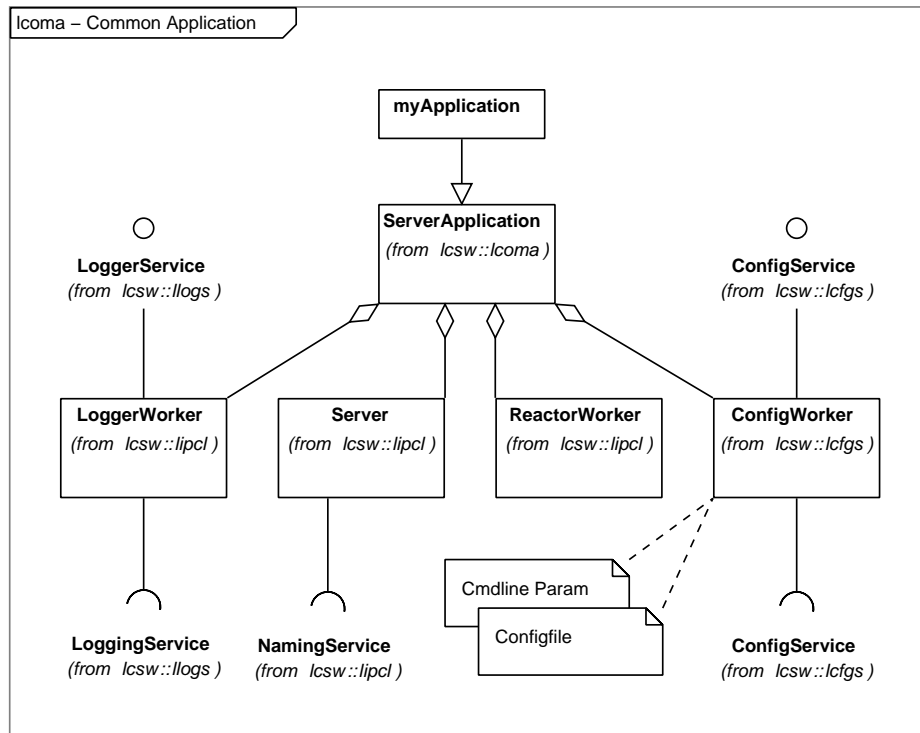 lcoma – Common Application
myApplication
ServerApplication
(from lcsw::lcoma )
LoggerService
(from lcsw::llogs )
ConfigService
(from lcsw::lcfgs )
LoggerWorker
(from lcsw::lipcl )
Server
(from lcsw::lipcl )
ReactorWorker
(from lcsw::lipcl )
ConfigWorker
(from lcsw::lcfgs )
Cmdline Param
Configfile
LoggingService
(from lcsw::llogs )
NamingService
(from lcsw::lipcl )
ConfigService
(from lcsw::lcfgs )